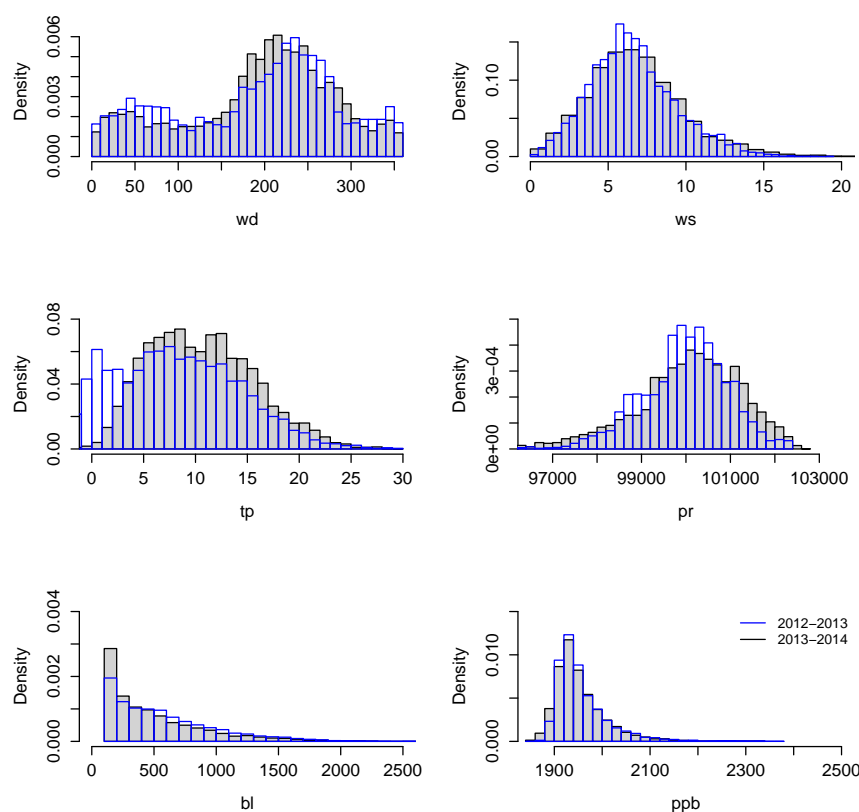 Density
0.000 0.003 0.006
0 50 100 200 300
wd
Density
0.00 0.10
0 5 10 15 20
ws
Density
0.00 0.04 0.08
0 5 10 15 20 25 30
tp
Density
0e+00 3e−04
97000 99000 101000 103000
pr
Density
0.000 0.002 0.004
0 500 1000 1500 2000 2500
bl
Density
0.000 0.010
2012−2013
2013−2014
1900 2100 2300 2500
ppb